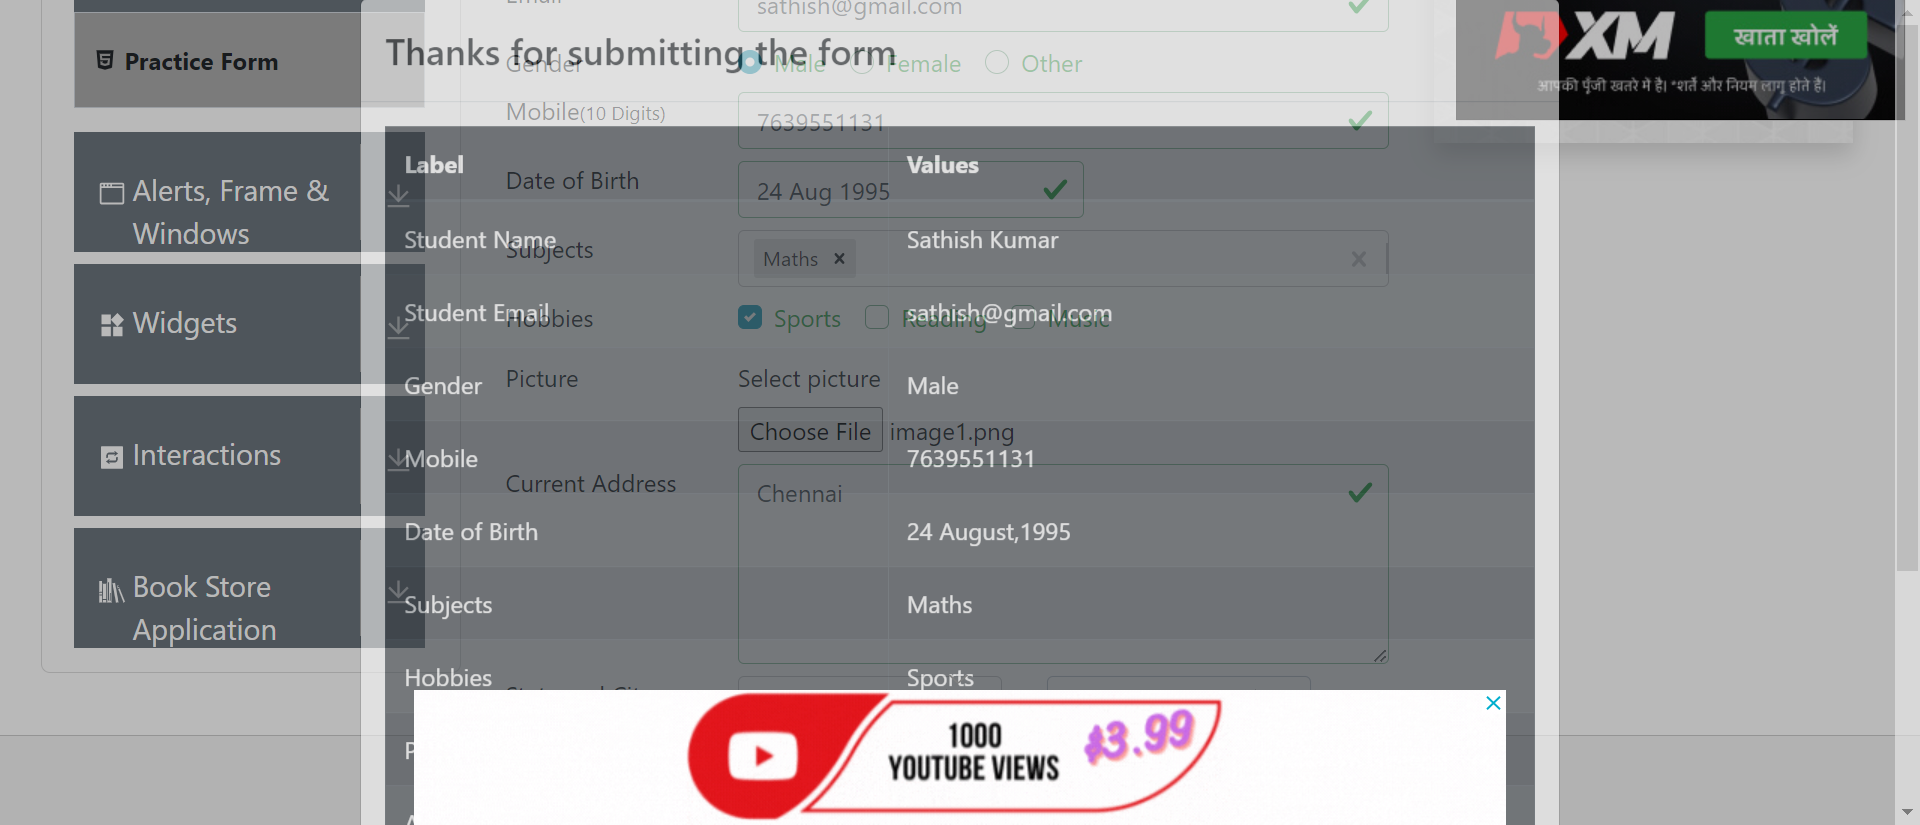 Email
sathish@gmail.com
Practice Form
Thanks for submitting the form
Gender
Male
Female
Other
XM
खाता खोलें
आपकी पूँजी खतरे में है। *शर्तें और नियम लागू होते हैं।
Mobile(10 Digits)
7639551131
Label
Values
Date of Birth
24 Aug 1995
Alerts, Frame &
Windows
Student Name
Sathish Kumar
Subjects
Maths ×
Student Email
sathish@gmail.com
Hobbies
Sports
Reading
Music
Widgets
Gender
Male
Picture
Select picture
Choose File
image1.png
Interactions
Mobile
7639551131
Current Address
Chennai
Date of Birth
24 August,1995
Book Store
Application
Subjects
Maths
Hobbies
Sports
1000
YOUTUBE VIEWS
$3.99